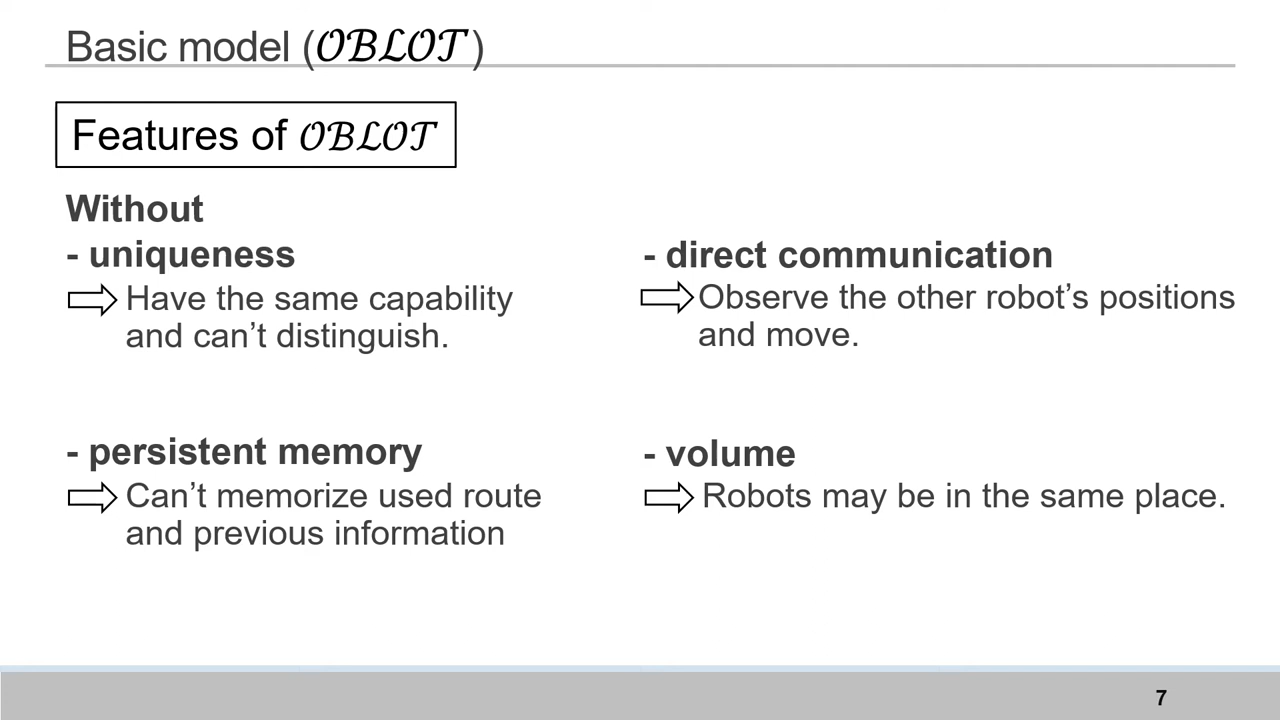 Basic model (𝒪ℬℒ𝒪𝒯)
Features of 𝒪ℬℒ𝒪𝒯
Without
- uniqueness
Have the same capability
and can’t distinguish.
- direct communication
Observe the other robot’s positions
and move.
- persistent memory
Can’t memorize used route
and previous information
- volume
Robots may be in the same place.
7